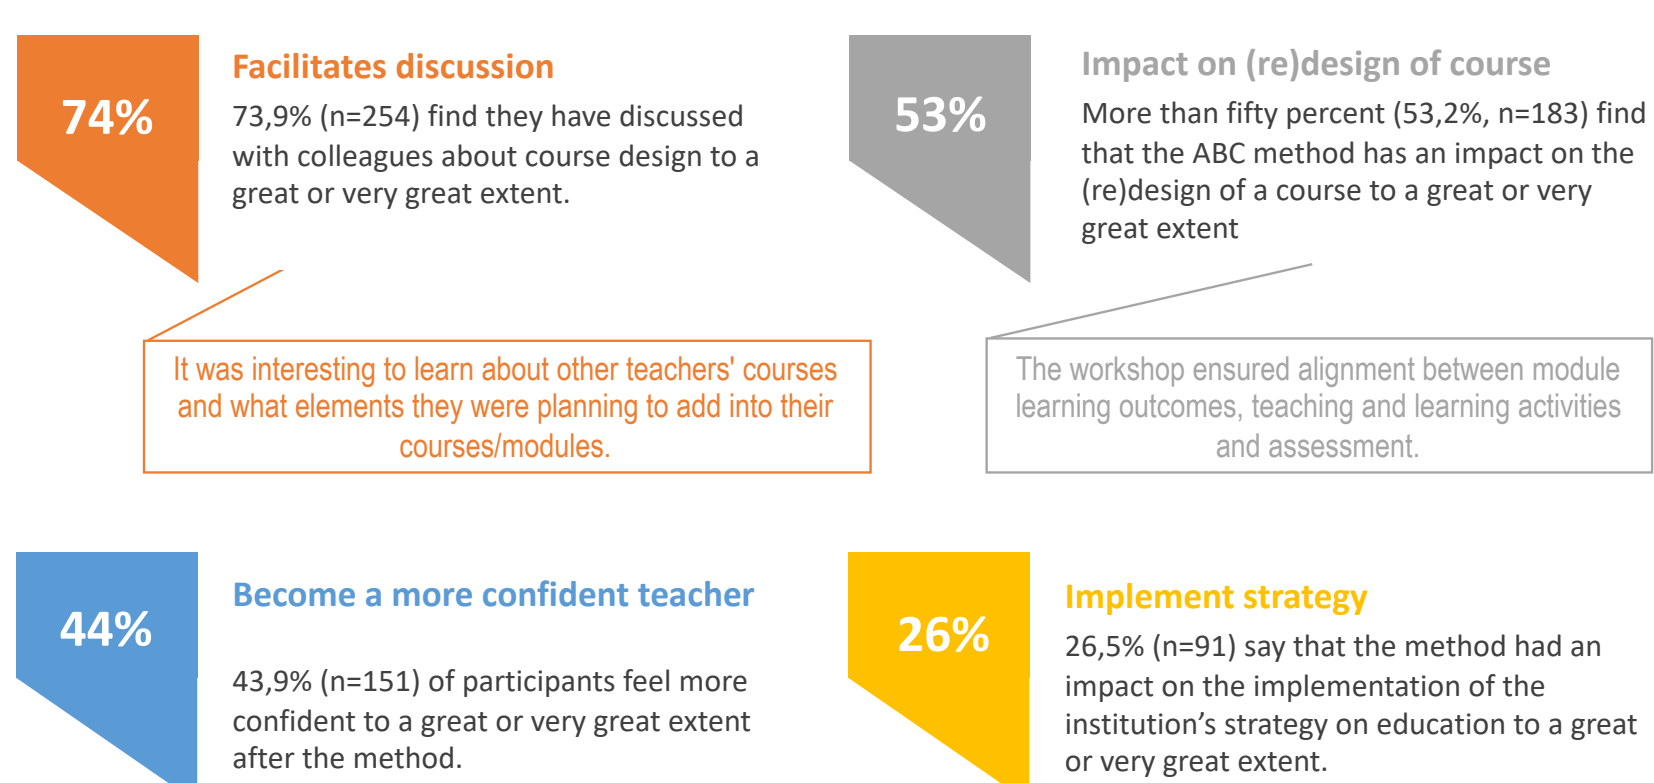 74%
Facilitates discussion
73,9% (n=254) find they have discussed
with colleagues about course design to a
great or very great extent.
It was interesting to learn about other teachers' courses
and what elements they were planning to add into their
courses/modules.
53%
Impact on (re)design of course
More than fifty percent (53,2%, n=183) find
that the ABC method has an impact on the
(re)design of a course to a great or very
great extent
The workshop ensured alignment between module
learning outcomes, teaching and learning activities
and assessment.
44%
Become a more confident teacher
43,9% (n=151) of participants feel more
confident to a great or very great extent
after the method.
26%
Implement strategy
26,5% (n=91) say that the method had an
impact on the implementation of the
institution’s strategy on education to a great
or very great extent.